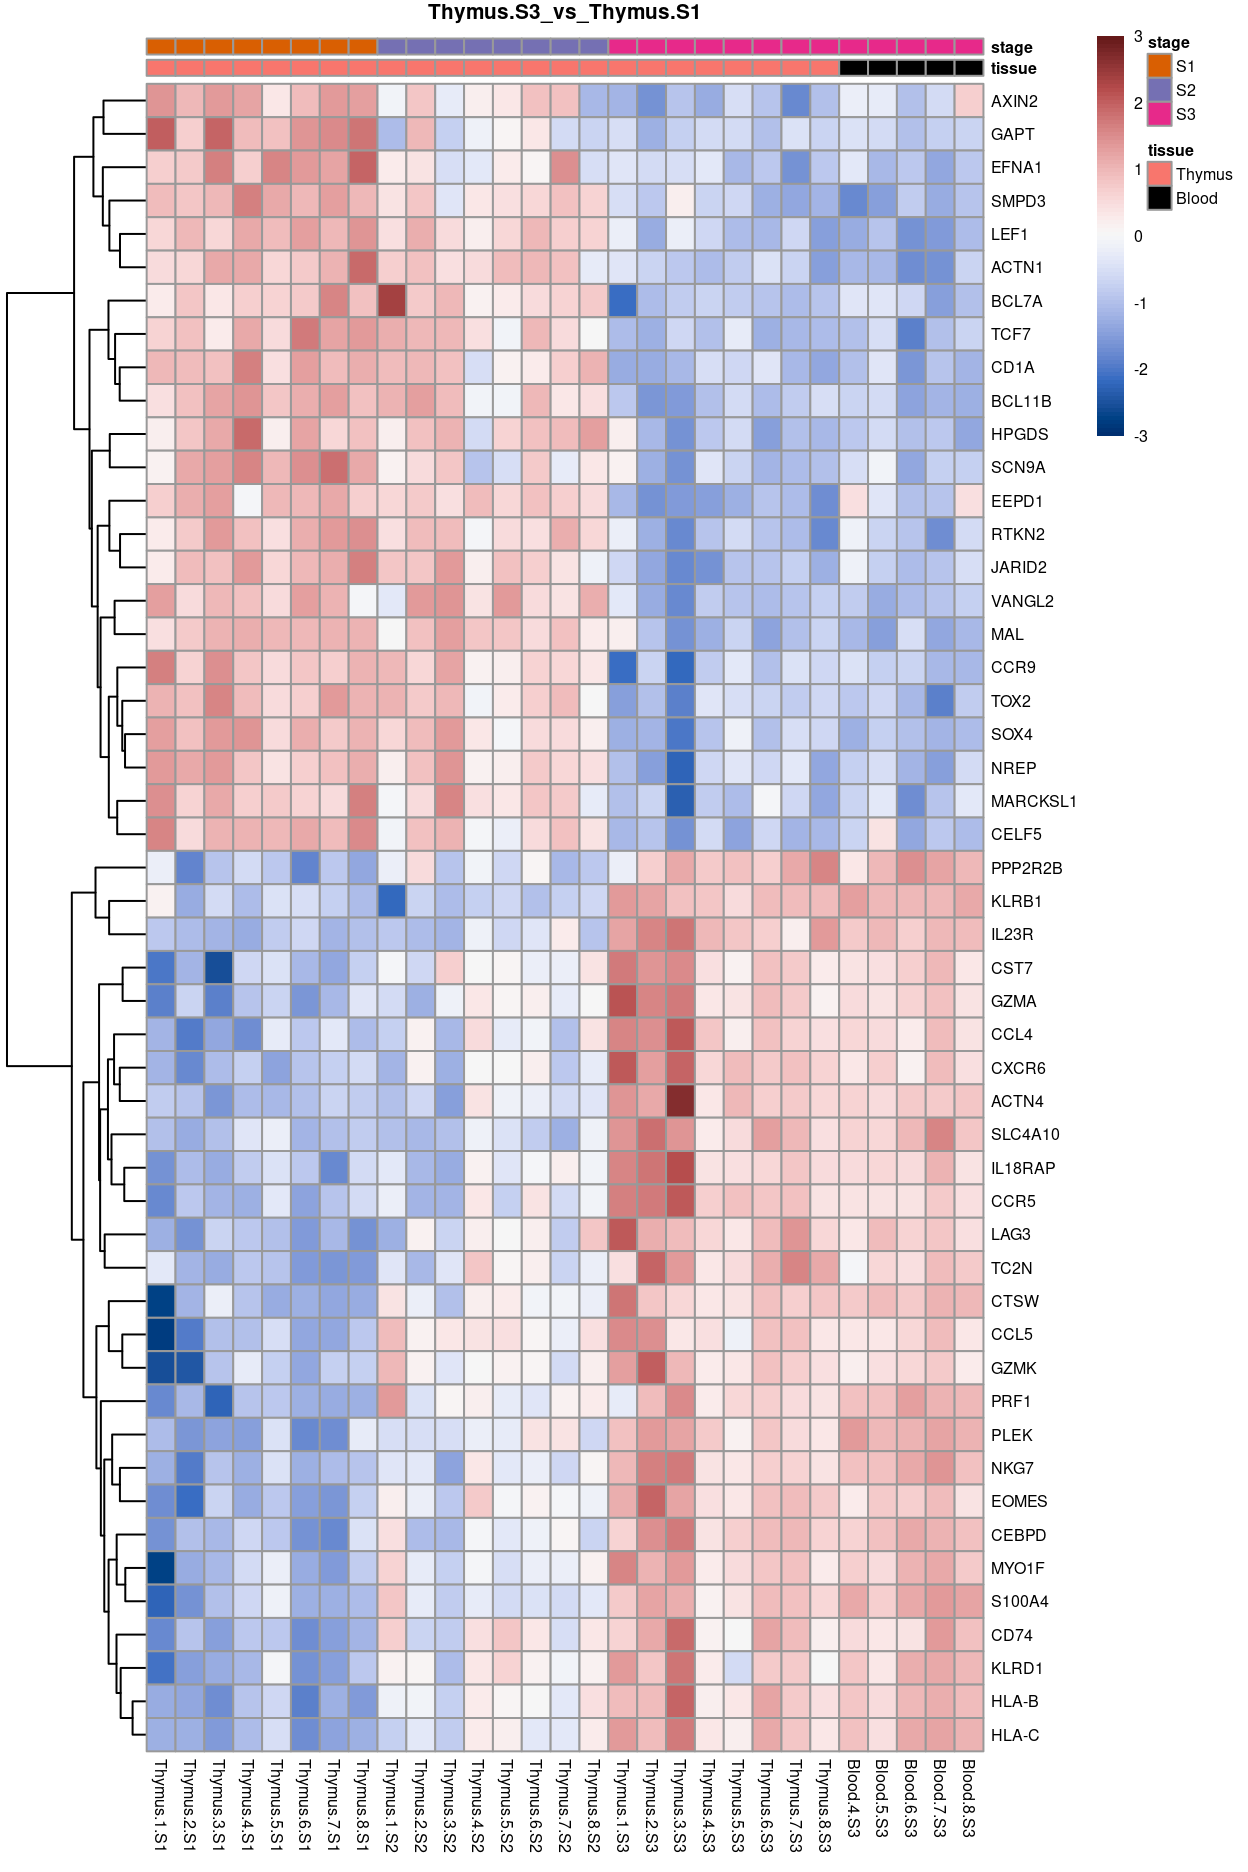 Thymus.S3_vs_Thymus.S1
stage
tissue
AXIN2
GAPT
EFNA1
SMPD3
LEF1
ACTN1
BCL7A
TCF7
CD1A
BCL11B
HPGDS
SCN9A
EEPD1
RTKN2
JARID2
VANGL2
MAL
CCR9
TOX2
SOX4
NREP
MARCKSL1
CELF5
PPP2R2B
KLRB1
IL23R
CST7
GZMA
CCL4
CXCR6
ACTN4
SLC4A10
IL18RAP
CCR5
LAG3
TC2N
CTSW
CCL5
GZMK
PRF1
PLEK
NKG7
EOMES
CEBPD
MYO1F
S100A4
CD74
KLRD1
HLA-B
HLA-C
Thymus.1.S1
Thymus.2.S1
Thymus.3.S1
Thymus.4.S1
Thymus.5.S1
Thymus.6.S1
Thymus.7.S1
Thymus.8.S1
Thymus.1.S2
Thymus.2.S2
Thymus.3.S2
Thymus.4.S2
Thymus.5.S2
Thymus.6.S2
Thymus.7.S2
Thymus.8.S2
Thymus.1.S3
Thymus.2.S3
Thymus.3.S3
Thymus.4.S3
Thymus.5.S3
Thymus.6.S3
Thymus.7.S3
Thymus.8.S3
Blood.4.S3
Blood.5.S3
Blood.6.S3
Blood.7.S3
Blood.8.S3
3
2
1
0
-1
-2
-3
stage
S1
S2
S3
tissue
Thymus
Blood